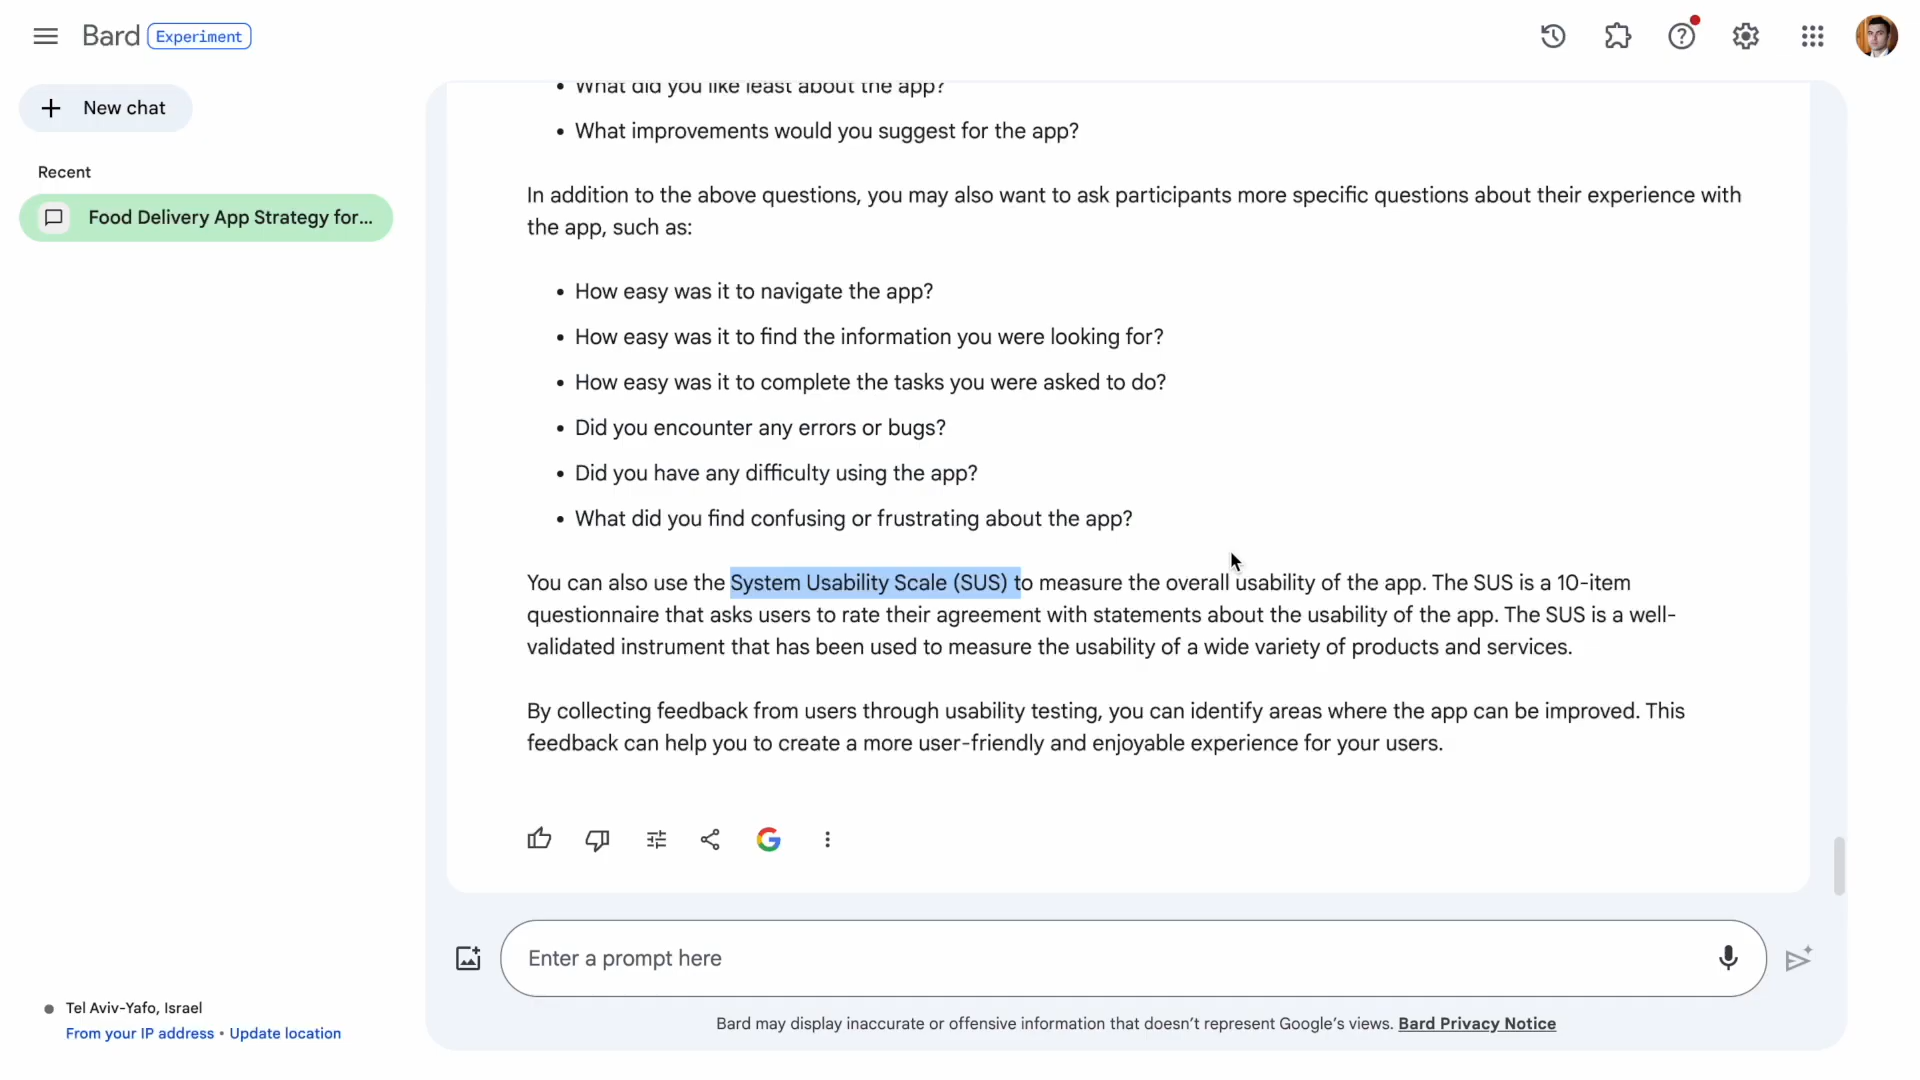 Bard Experiment
New chat
Recent
Food Delivery App Strategy for...
• What did you like least about the app?
• What improvements would you suggest for the app?
In addition to the above questions, you may also want to ask participants more specific questions about their experience with
the app, such as:
• How easy was it to navigate the app?
• How easy was it to find the information you were looking for?
• How easy was it to complete the tasks you were asked to do?
• Did you encounter any errors or bugs?
• Did you have any difficulty using the app?
• What did you find confusing or frustrating about the app?
You can also use the System Usability Scale (SUS) to measure the overall usability of the app. The SUS is a 10-item
questionnaire that asks users to rate their agreement with statements about the usability of the app. The SUS is a well-
validated instrument that has been used to measure the usability of a wide variety of products and services.
By collecting feedback from users through usability testing, you can identify areas where the app can be improved. This
feedback can help you to create a more user-friendly and enjoyable experience for your users.
Enter a prompt here
Tel Aviv-Yafo, Israel
From your IP address • Update location
Bard may display inaccurate or offensive information that doesn't represent Google's views. Bard Privacy Notice